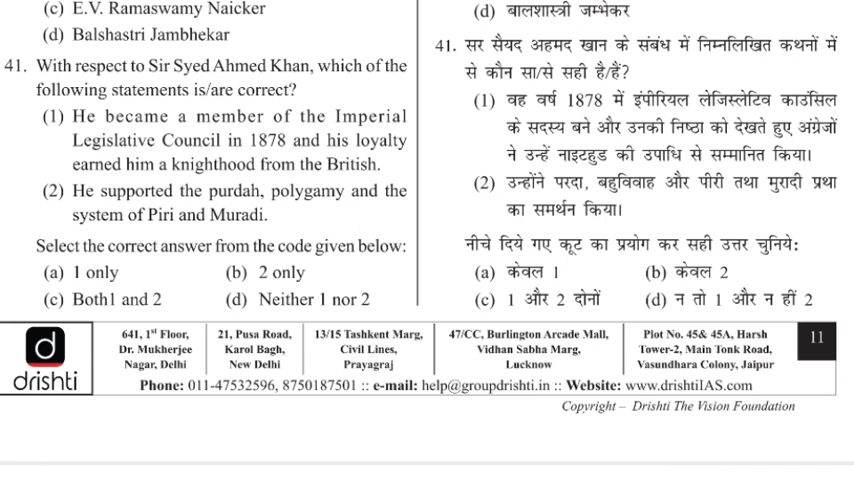 (c) E.V. Ramaswamy Naicker
(d) Balshastri Jambhekar
41. With respect to Sir Syed Ahmed Khan, which of the
following statements is/are correct?
(1) He became a member of the Imperial
Legislative Council in 1878 and his loyalty
earned him a knighthood from the British.
(2) He supported the purdah, polygamy and the
system of Piri and Muradi.
Select the correct answer from the code given below:
(a) 1 only (b) 2 only
(c) Both1 and 2 (d) Neither 1 nor 2
(d) बालशास्त्री जम्भेकर
41. सर सैयद अहमद खान के संबंध में निम्नलिखित कथनों में
से कौन सा/से सही है/हैं?
(1) वह वर्ष 1878 में इंपीरियल लेजिस्लेटिव काउंसिल
के सदस्य बने और उनकी निष्ठा को देखते हुए अंग्रेजों
ने उन्हें नाइटहुड की उपाधि से सम्मानित किया।
(2) उन्होंने परदा, बहुविवाह और पीरी तथा मुरादी प्रथा
का समर्थन किया।
नीचे दिये गए कूट का प्रयोग कर सही उत्तर चुनिये:
(a) केवल 1 (b) केवल 2
(c) 1 और 2 दोनों (d) न तो 1 और न हीं 2
d
drishti
641, 1st Floor,
Dr. Mukherjee
Nagar, Delhi
21, Pusa Road,
Karol Bagh,
New Delhi
13/15 Tashkent Marg,
Civil Lines,
Prayagraj
47/CC, Burlington Arcade Mall,
Vidhan Sabha Marg,
Lucknow
Plot No. 45& 45A, Harsh
Tower-2, Main Tonk Road,
Vasundhara Colony, Jaipur
11
Phone: 011-47532596, 8750187501 :: e-mail: help@groupdrishti.in :: Website: www.drishtiIAS.com
Copyright – Drishti The Vision Foundation